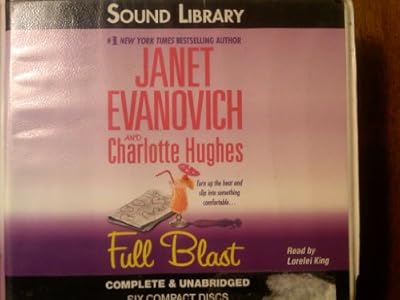 SOUND LIBRARY
#1 NEW YORK TIMES BESTSELLING AUTHOR
JANET
EVANOVICH
AND
Charlotte Hughes
Turn up the heat and
slip into something
comfortable...
Full Blast
Read by
Lorelei King
COMPLETE & UNABRIDGED
SIX COMPACT DISCS